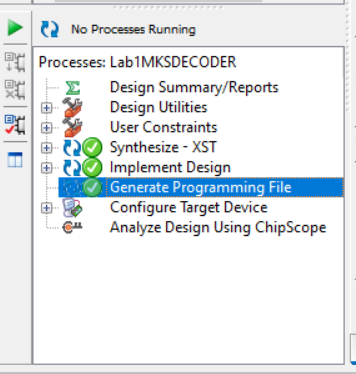 No Processes Running
Processes: Lab1MKSDECODER
Design Summary/Reports
Design Utilities
User Constraints
Synthesize - XST
Implement Design
Generate Programming File
Configure Target Device
Analyze Design Using ChipScope